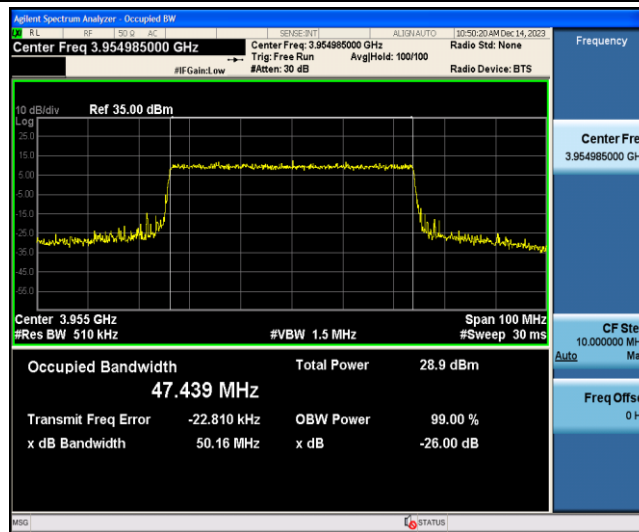 Agilent Spectrum Analyzer - Occupied BW
RL RF 50 Ω AC SENSE:INT ALIGN AUTO 10:50:20 AM Dec 14, 2023
Center Freq 3.954985000 GHz Center Freq: 3.954985000 GHz Radio Std: None Frequency
Trig: Free Run Avg|Hold: 100/100
#IFGain:Low #Atten: 30 dB Radio Device: BTS
10 dB/div Ref 35.00 dBm
Log
25.0
15.0
5.00
-5.00
-15.0
-25.0
-35.0
-45.0
-55.0
Center Fre
3.954985000 GH
Center 3.955 GHz Span 100 MHz
#Res BW 510 kHz #VBW 1.5 MHz #Sweep 30 ms
CF Ste
10.000000 MH
Auto Ma
Occupied Bandwidth Total Power 28.9 dBm
47.439 MHz
Transmit Freq Error -22.810 kHz OBW Power 99.00 %
x dB Bandwidth 50.16 MHz x dB -26.00 dB
Freq Offse
0 H
MSG STATUS